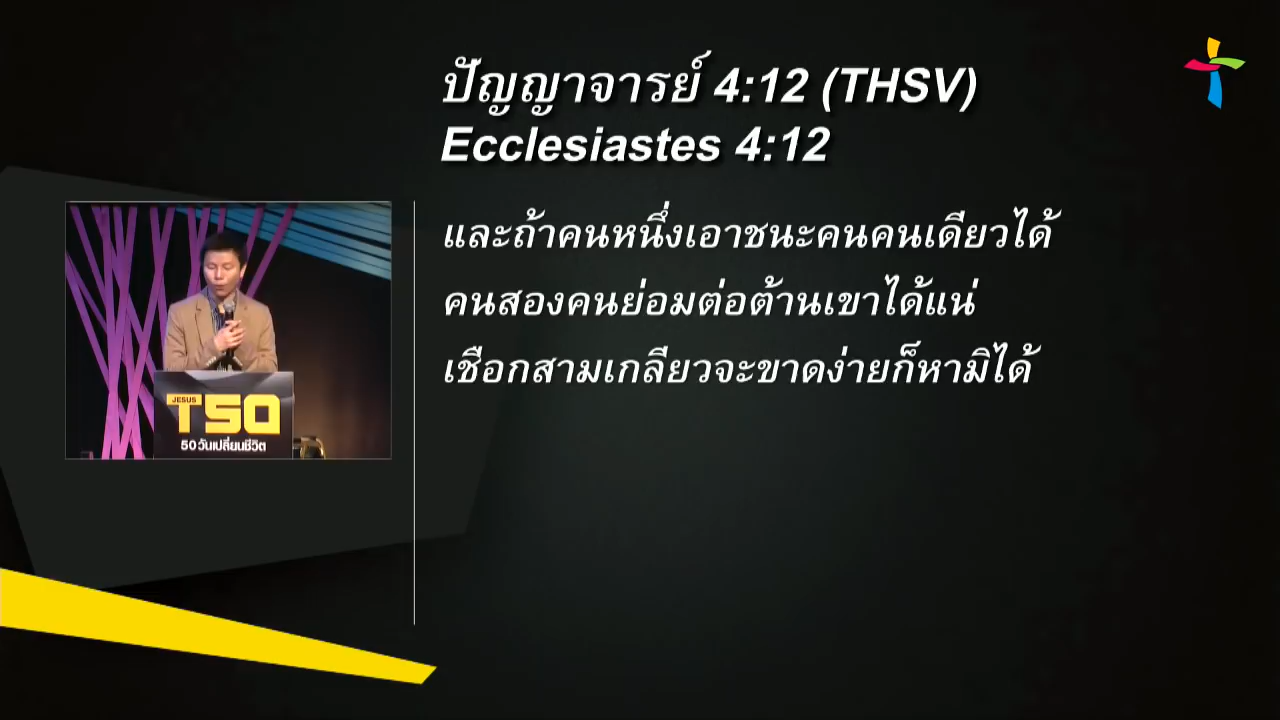 ปัญญาจารย์ 4:12 (THSV)
Ecclesiastes 4:12
และถ้าคนหนึ่งเอาชนะคนคนเดียวได้
คนสองคนย่อมต่อต้านเขาได้แน่
เชือกสามเกลียวจะขาดง่ายก็หามิได้
JESUS
T50
50 วันเปลี่ยนชีวิต